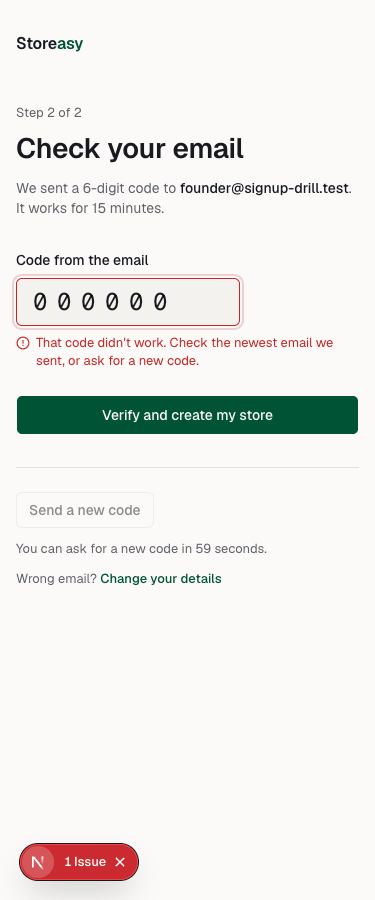 Storeasy
Step 2 of 2
Check your email
We sent a 6-digit code to founder@signup-drill.test.
It works for 15 minutes.
Code from the email
000000
That code didn't work. Check the newest email we
sent, or ask for a new code.
Verify and create my store
Send a new code
You can ask for a new code in 59 seconds.
Wrong email? Change your details
N 1 Issue